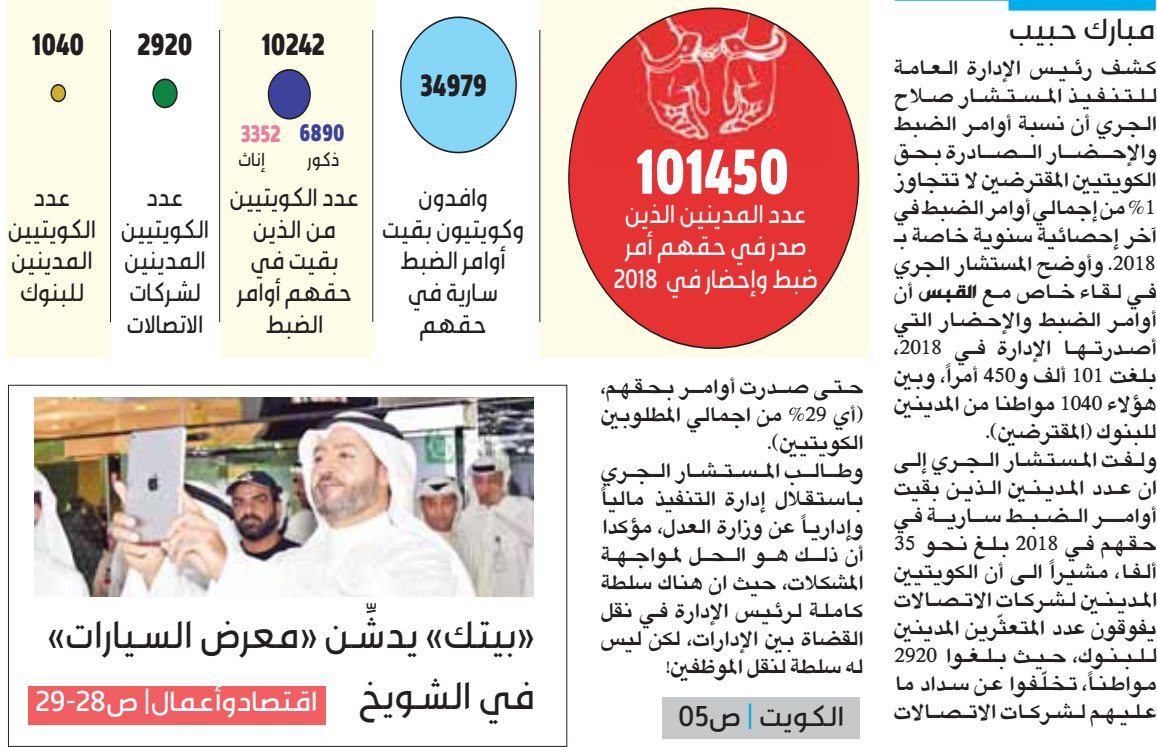 مبارك حبيب
كشف رئيس الإدارة العامة
للتنفيذ المستشار صلاح
الجري أن نسبة أوامر الضبط
والإحضار الصادرة بحق
الكويتيين المقترضين لا تتجاوز
1% من إجمالي أوامر الضبط في
آخر إحصائية سنوية خاصة بـ
2018. وأوضح المستشار الجري
في لقاء خاص مع القبس أن
أوامر الضبط والإحضار التي
أصدرتها الإدارة في 2018،
بلغت 101 ألف و450 أمراً، وبين
هؤلاء 1040 مواطنا من المدينين
للبنوك (المقترضين).
ولفت المستشار الجري إلى
ان عدد المدينين الذين بقيت
أوامر الضبط سارية في
حقهم في 2018 بلغ نحو 35
ألفا، مشيراً الى أن الكويتيين
المدينين لشركات الاتصالات
يفوقون عدد المتعثّرين المدينين
للبنوك، حيث بلغوا 2920
مواطناً، تخلّفوا عن سداد ما
عليهم لشركات الاتصالات
حتى صدرت أوامر بحقهم،
(أي 29% من اجمالي المطلوبين
الكويتيين).
وطالب المستشار الجري
باستقلال إدارة التنفيذ مالياً
وإدارياً عن وزارة العدل، مؤكدا
أن ذلك هو الحل لمواجهة
المشكلات، حيث ان هناك سلطة
كاملة لرئيس الإدارة في نقل
القضاة بين الإدارات، لكن ليس
له سلطة لنقل الموظفين!
الكويت | ص05
101450
عدد المدينين الذين
صدر في حقهم أمر
ضبط وإحضار في 2018
34979
وافدون
وكويتيون بقيت
أوامر الضبط
سارية في
حقهم
10242
6890 3352
ذكور إناث
عدد الكويتيين
من الذين
بقيت في
حقهم أوامر
الضبط
2920
عدد
الكويتيين
المدينين
لشركات
الاتصالات
1040
عدد
الكويتيين
المدينين
للبنوك
«بيتك» يدشِّن «معرض السيارات»
في الشويخ
اقتصادوأعمال| ص28-29